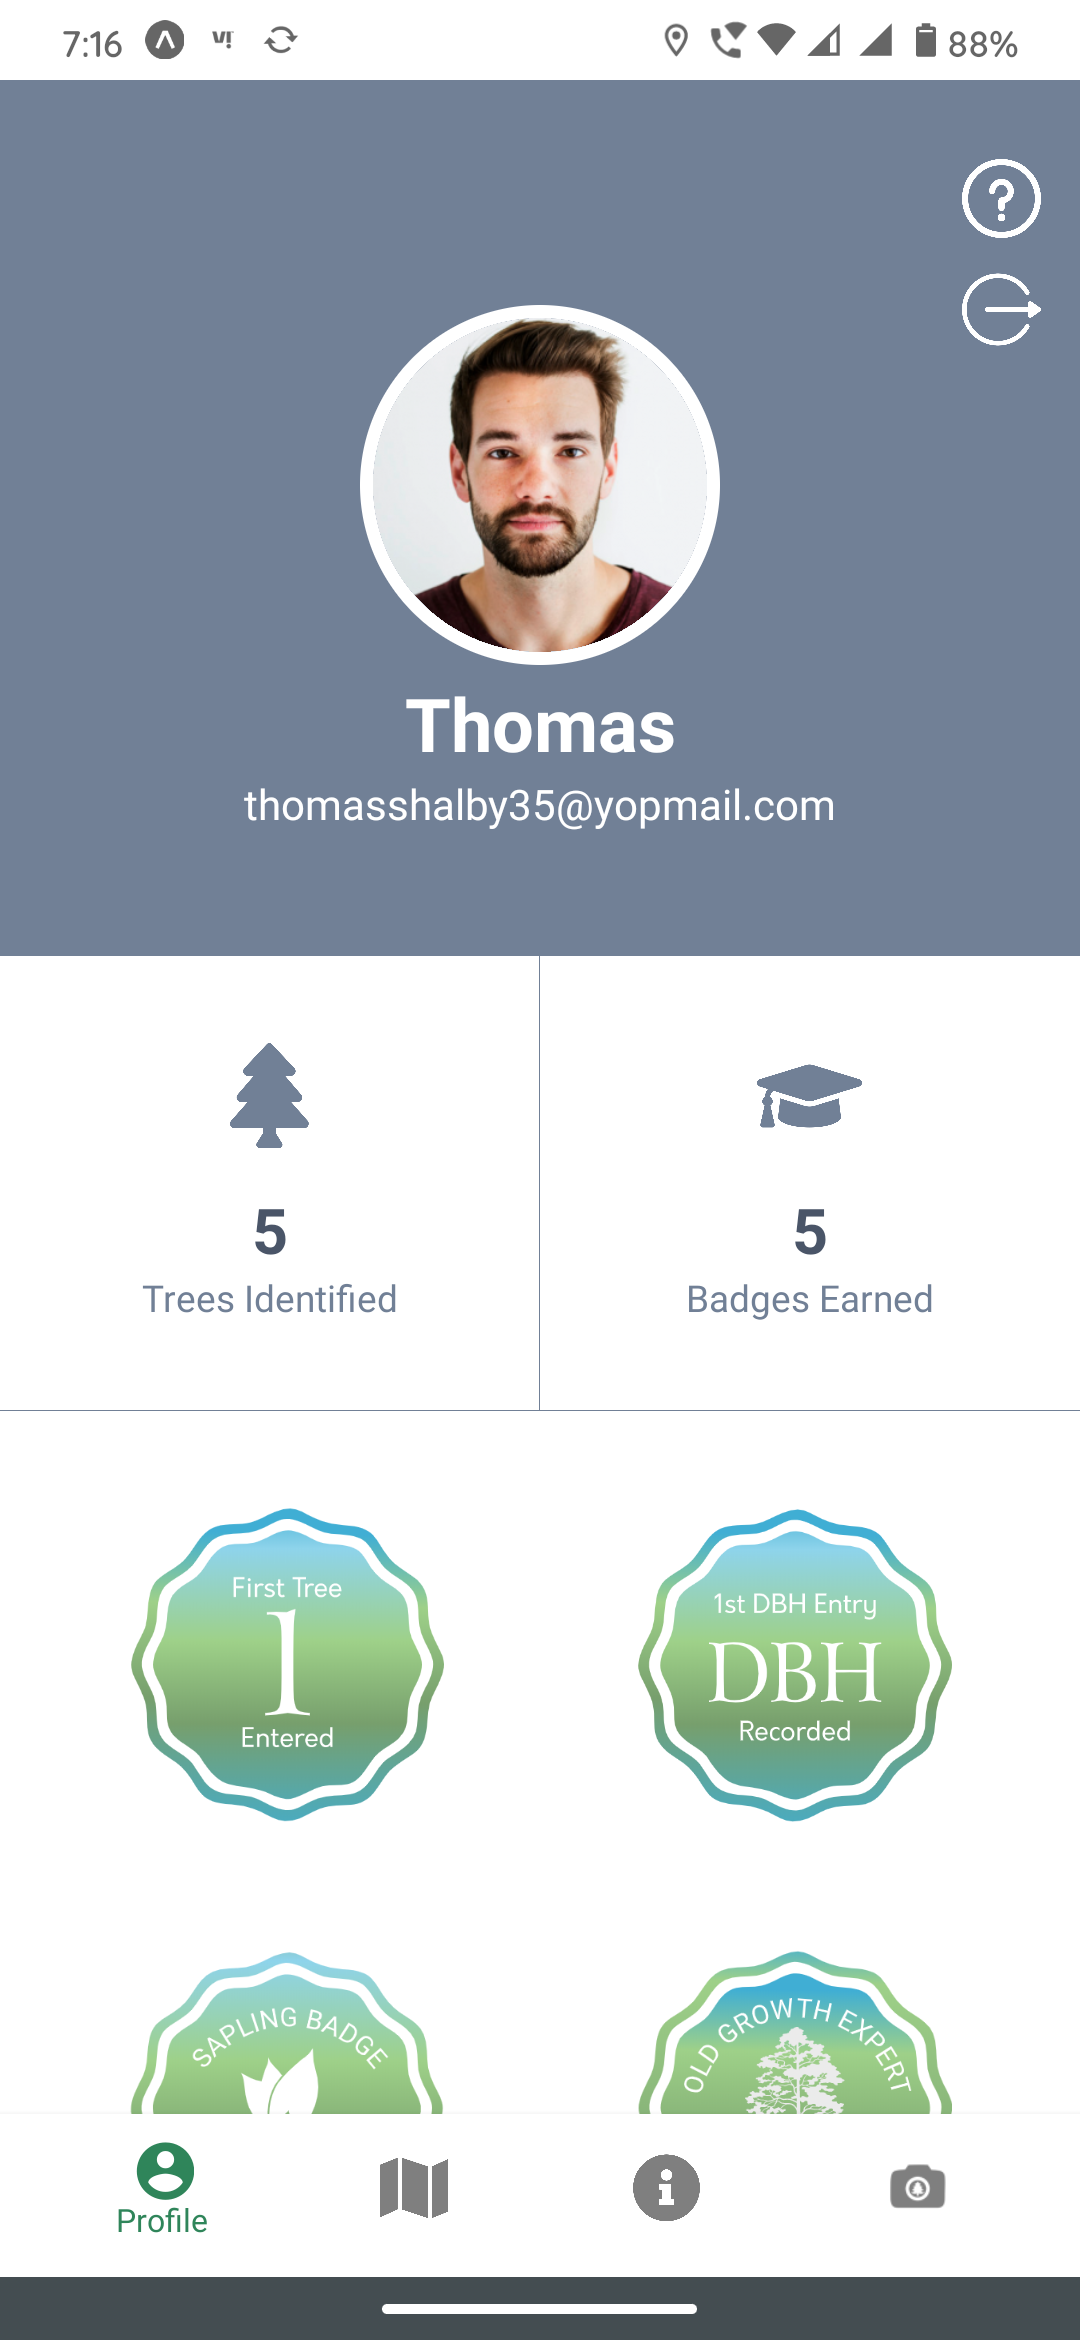 7:16 88%
Thomas
thomasshalby35@yopmail.com
5
Trees Identified
5
Badges Earned
First Tree
1
Entered
1st DBH Entry
DBH
Recorded
SAPLING BADGE
OLD GROWTH EXPERT
Profile